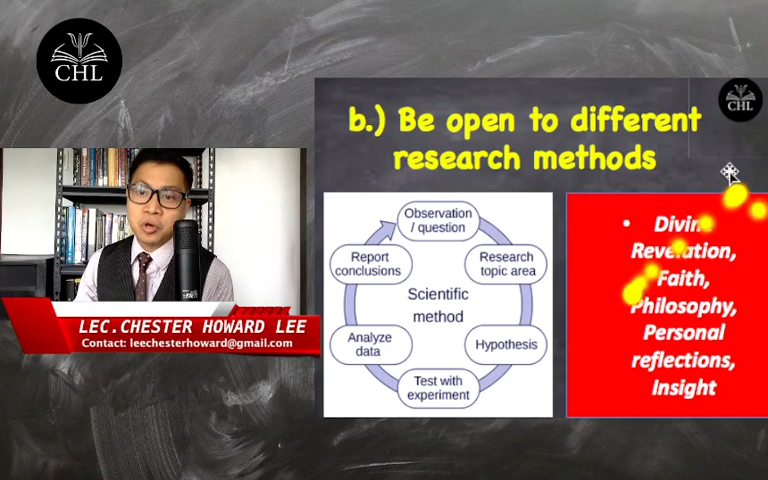 CHL
CHL
b.) Be open to different
research methods
Observation
/ question
Research
topic area
Hypothesis
Test with
experiment
Analyze
data
Report
conclusions
Scientific
method
• Divine
Revelation,
Faith,
Philosophy,
Personal
reflections,
Insight
LEC.CHESTER HOWARD LEE
Contact: leechesterhoward@gmail.com